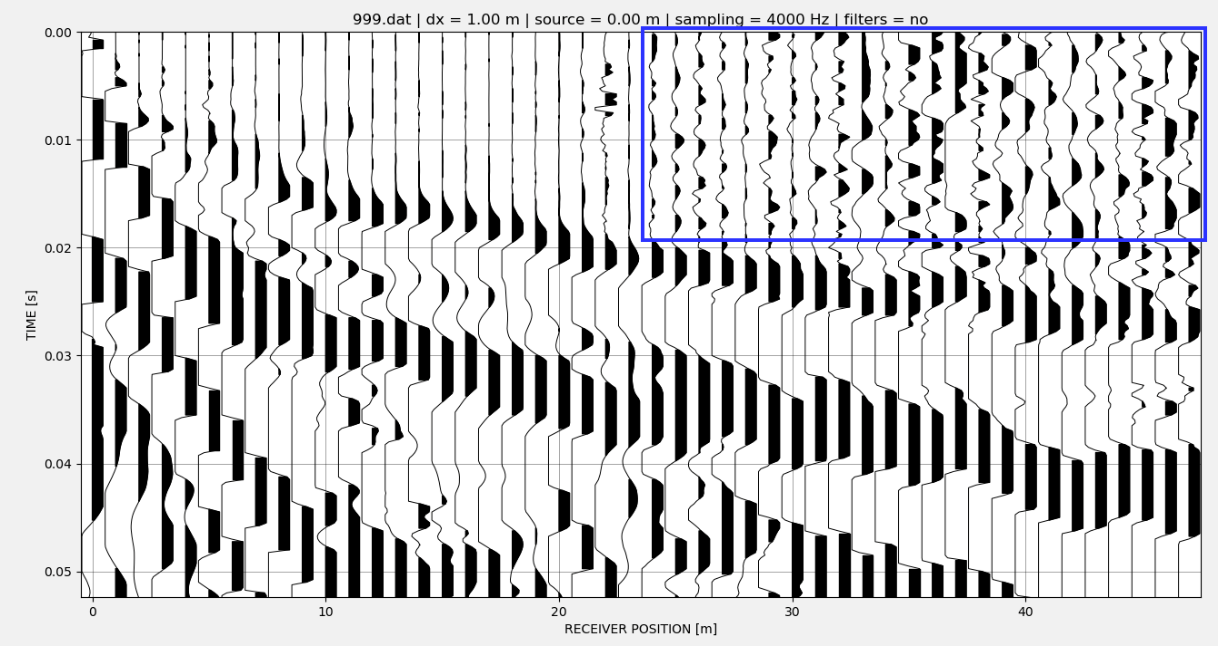 999.dat | dx = 1.00 m | source = 0.00 m | sampling = 4000 Hz | filters = no
0.00
0.01
0.02
0.03
0.04
0.05
TIME [s]
0 10 20 30 40
RECEIVER POSITION [m]